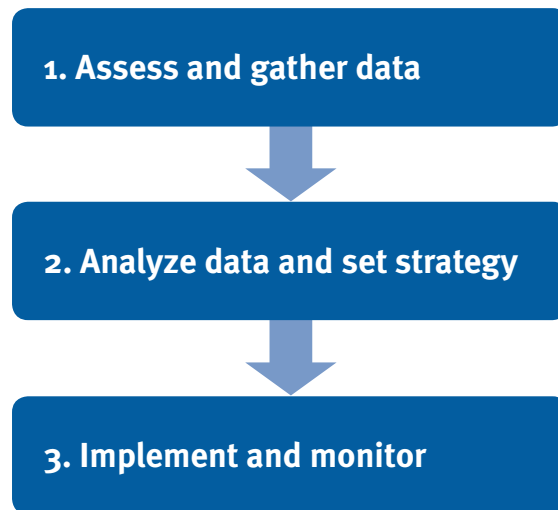 1. Assess and gather data
2. Analyze data and set strategy
3. Implement and monitor